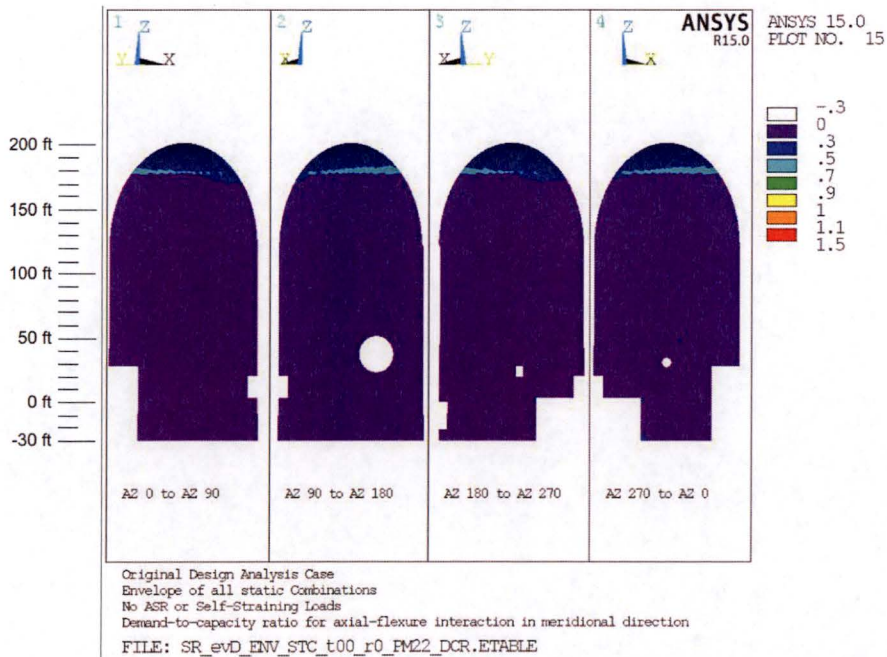 1
Z
Y
X
2
Z
X
3
Z
X
Y
4
Z
X
ANSYS
R15.0
ANSYS 15.0
PLOT NO. 15
-.3
0
.3
.5
.7
.9
1
1.1
1.5
200 ft
150 ft
100 ft
50 ft
0 ft
-30 ft
AZ 0 to AZ 90
AZ 90 to AZ 180
AZ 180 to AZ 270
AZ 270 to AZ 0
Original Design Analysis Case
Envelope of all static Combinations
No ASR or Self-Straining Loads
Demand-to-capacity ratio for axial-flexure interaction in meridional direction
FILE: SR_evD_ENV_STC_t00_r0_PM22_DCR.ETABLE